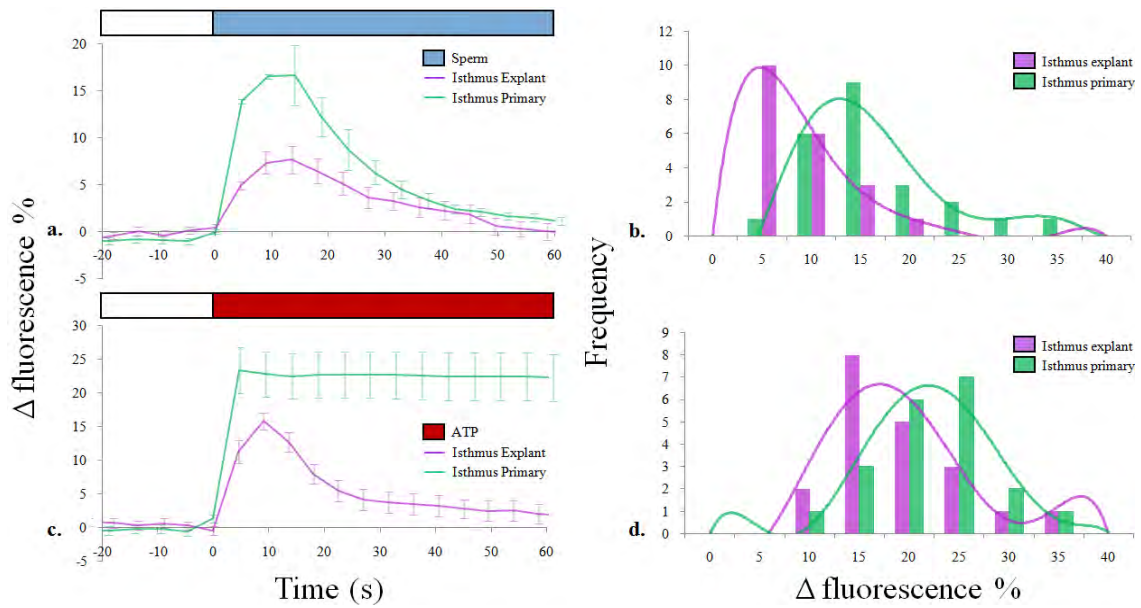 Δ fluorescence %
20
15
10
5
0
-5
-20 -10 0 10 20 30 40 50 60
Sperm
Isthmus Explant
Isthmus Primary
a.
Frequency
12
10
8
6
4
2
0
0 5 10 15 20 25 30 35 40
Isthmus explant
Isthmus primary
b.
30
25
20
15
10
5
0
-5
-20 -10 0 10 20 30 40 50 60
ATP
Isthmus Explant
Isthmus Primary
c.
Time (s)
9
8
7
6
5
4
3
2
1
0
0 5 10 15 20 25 30 35 40
Isthmus explant
Isthmus primary
d.
Δ fluorescence %